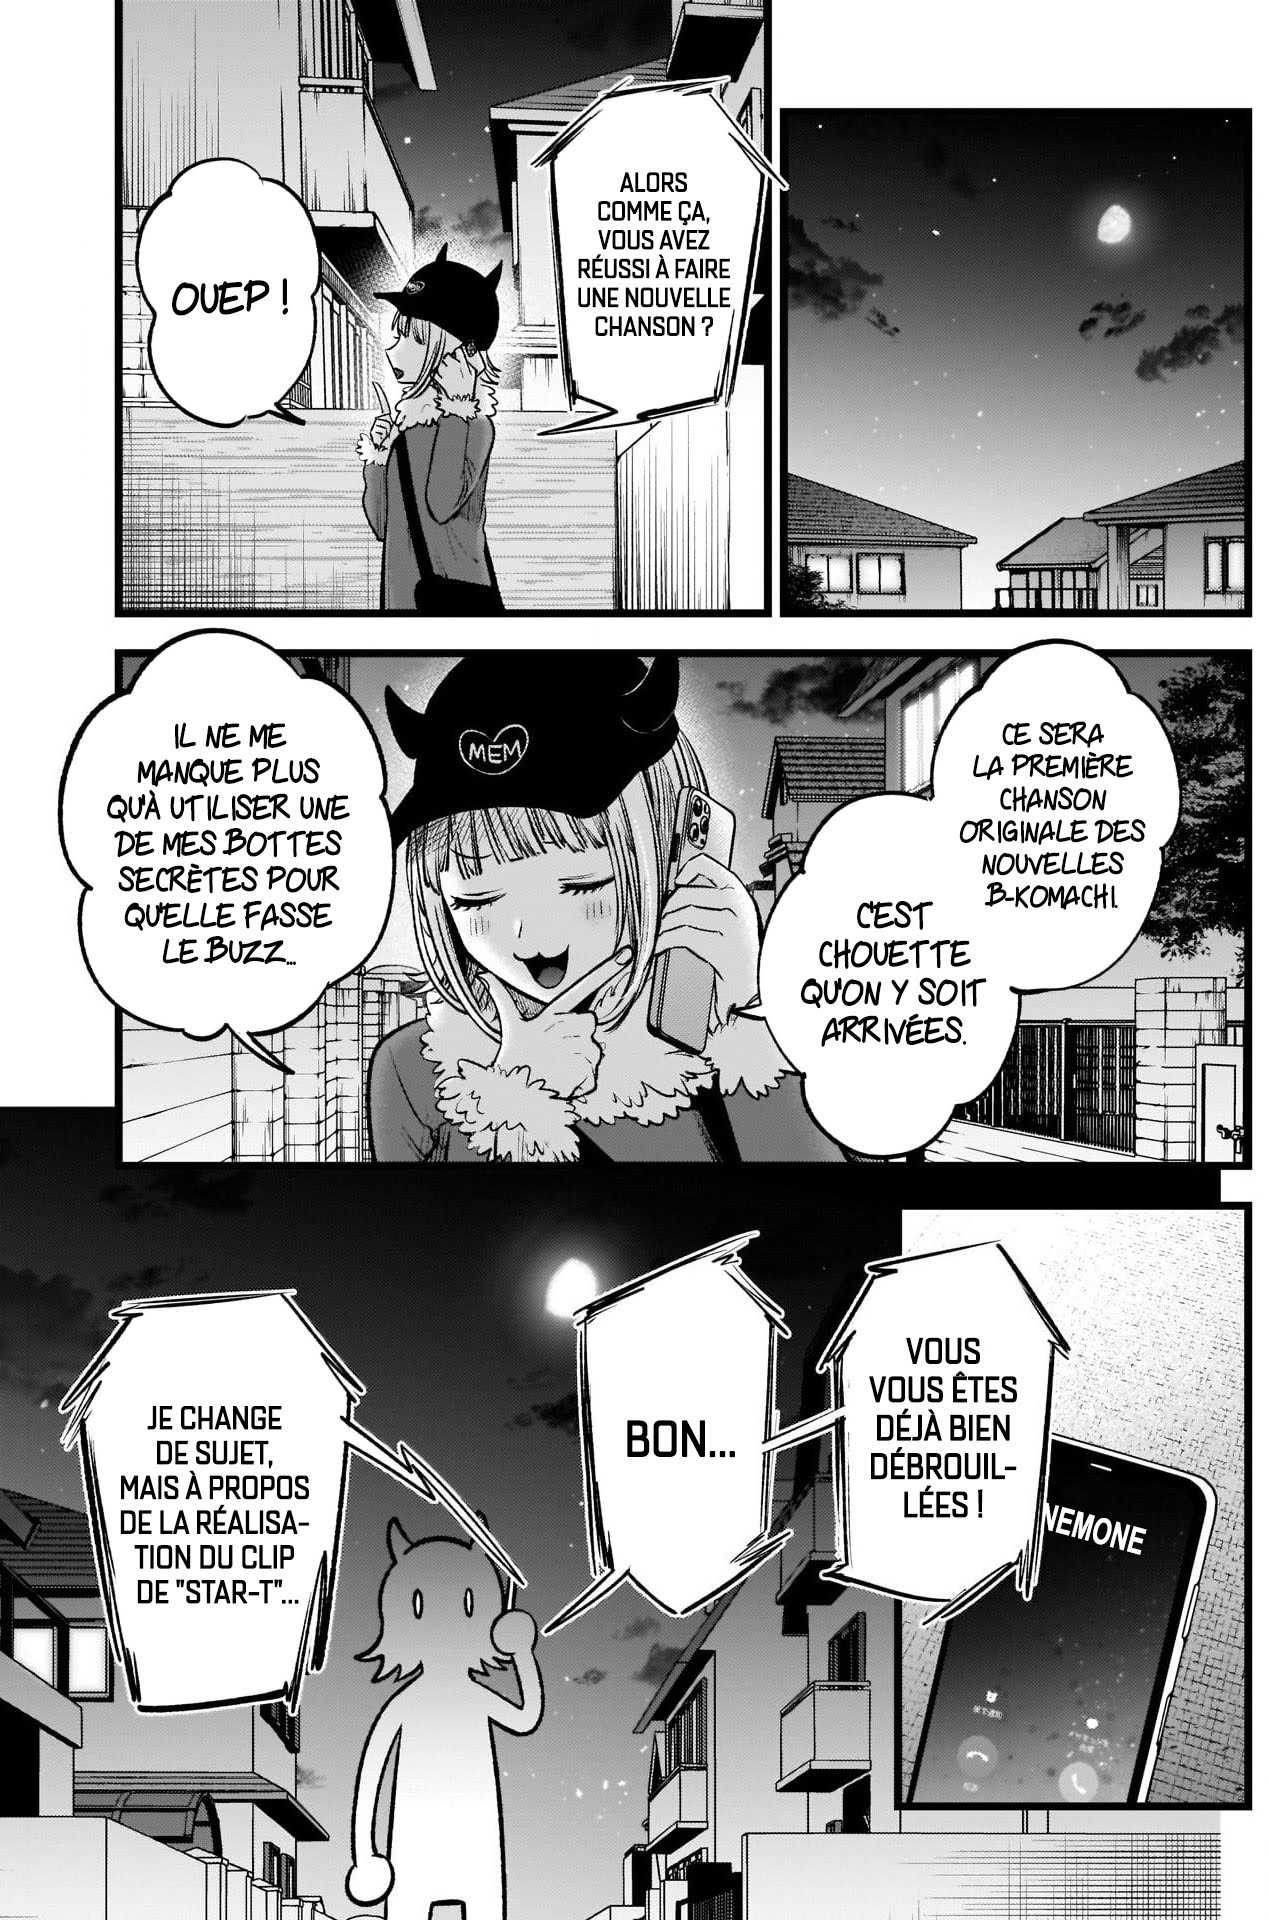 ALORS
COMME ÇA,
VOUS AVEZ
RÉUSSI À FAIRE
UNE NOUVELLE
CHANSON ?
OUEP !
MEM
CE SERA
LA PREMIÈRE
CHANSON
ORIGINALE DES
NOUVELLES
B-KOMACHI.
C'EST
CHOUETTE
QU'ON Y SOIT
ARRIVÉES.
MEM
IL NE ME
MANQUE PLUS
QU'À UTILISER UNE
DE MES BOTTES
SECRÈTES POUR
QU'ELLE FASSE
LE BUZZ...
VOUS
VOUS ÊTES
DÉJÀ BIEN
DÉBROUIL-
LÉES !
NEMONE
BON...
JE CHANGE
DE SUJET,
MAIS À PROPOS
DE LA RÉALISA-
TION DU CLIP
DE "STAR-T"...